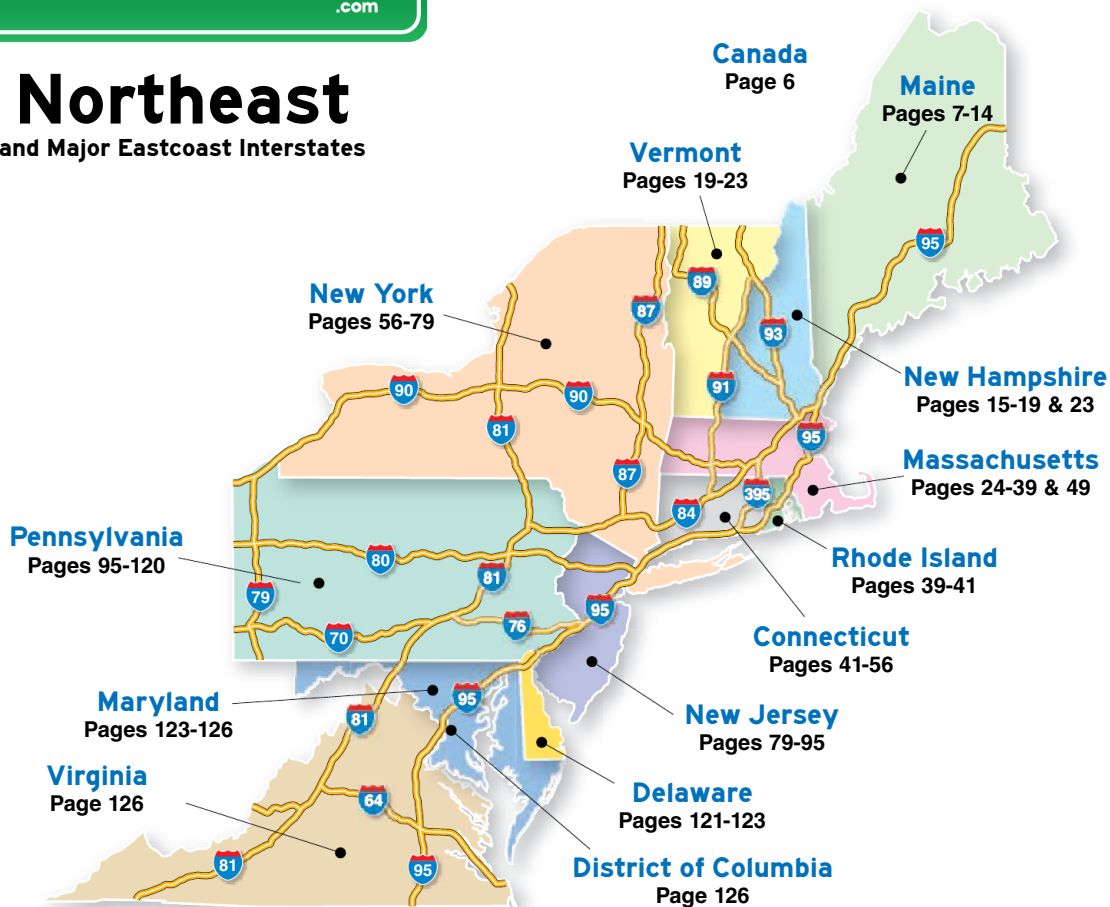 .com
Northeast
and Major Eastcoast Interstates
Canada
Page 6
Maine
Pages 7-14
Vermont
Pages 19-23
New York
Pages 56-79
New Hampshire
Pages 15-19 & 23
Massachusetts
Pages 24-39 & 49
Pennsylvania
Pages 95-120
Rhode Island
Pages 39-41
Connecticut
Pages 41-56
Maryland
Pages 123-126
New Jersey
Pages 79-95
Virginia
Page 126
Delaware
Pages 121-123
District of Columbia
Page 126
95
89
87
93
90
90
91
81
95
87
395
84
80
81
79
95
76
70
95
81
64
81
95